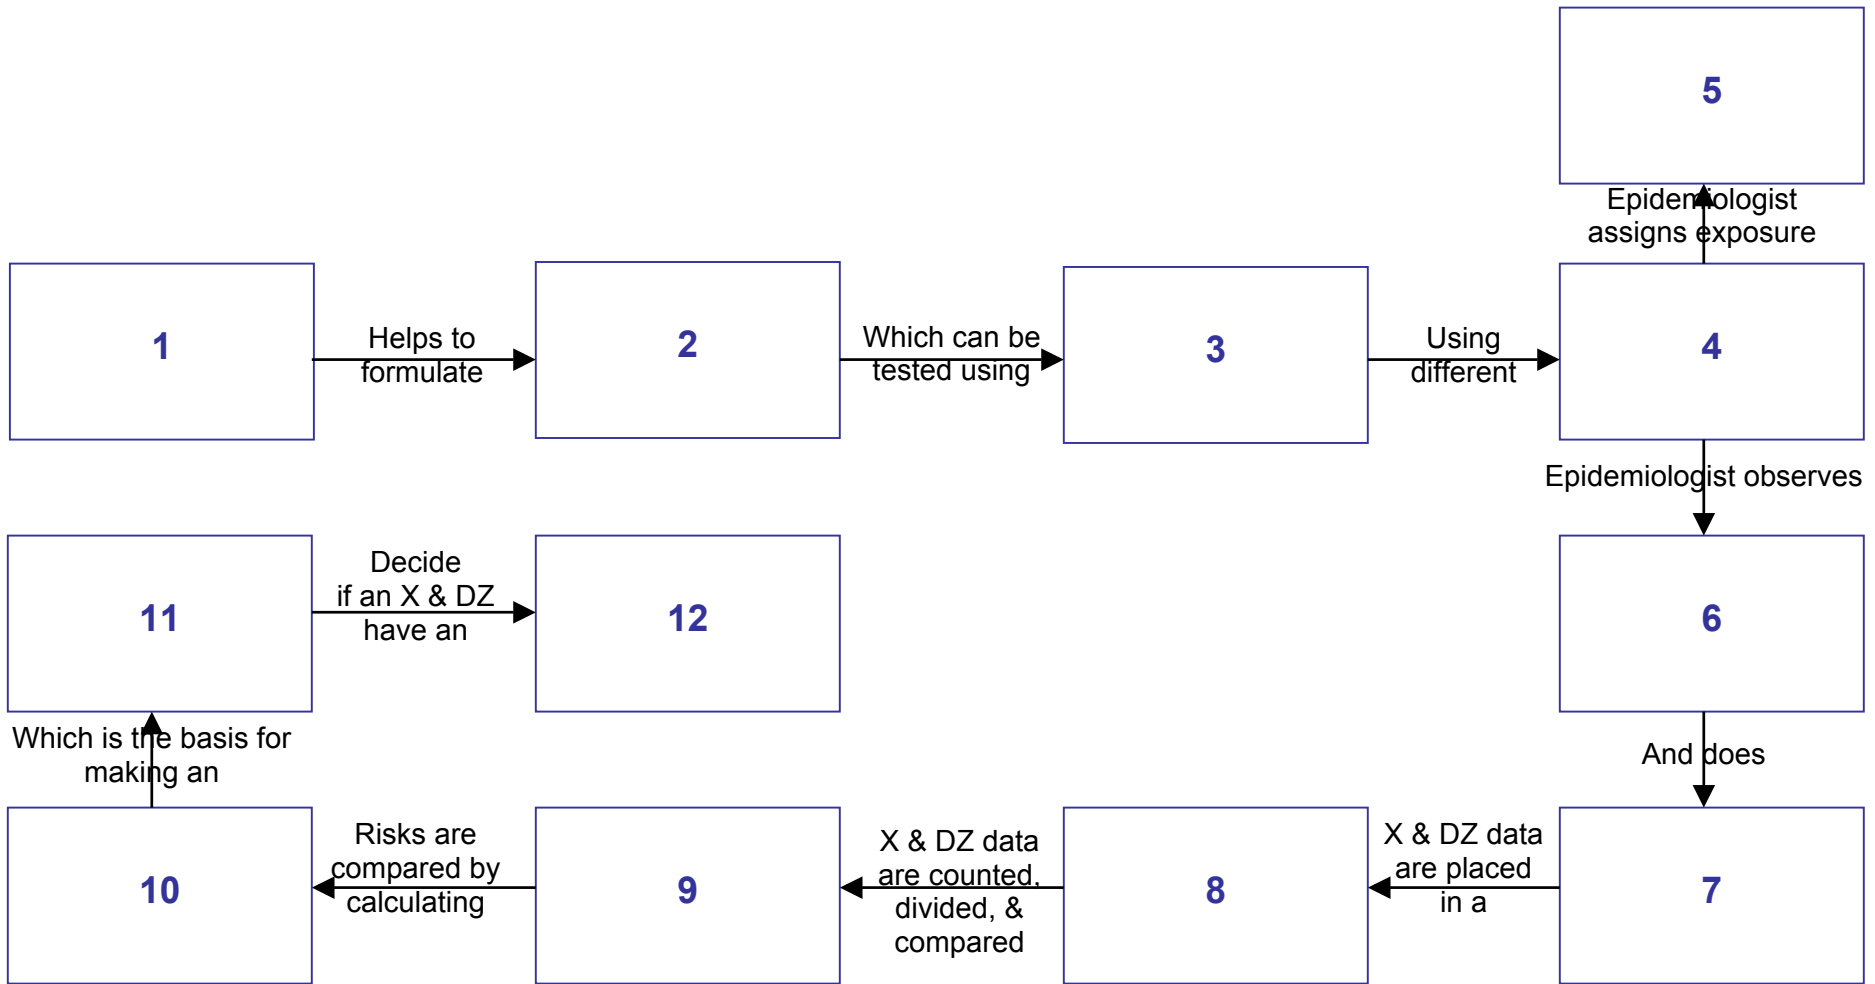 5
Epidemiologist
assigns exposure
1
Helps to
formulate
2
Which can be
tested using
3
Using
different
4
Epidemiologist observes
11
Decide
if an X & DZ
have an
12
6
Which is the basis for
making an
And does
10
Risks are
compared by
calculating
9
X & DZ data
are counted,
divided, &
compared
8
X & DZ data
are placed
in a
7